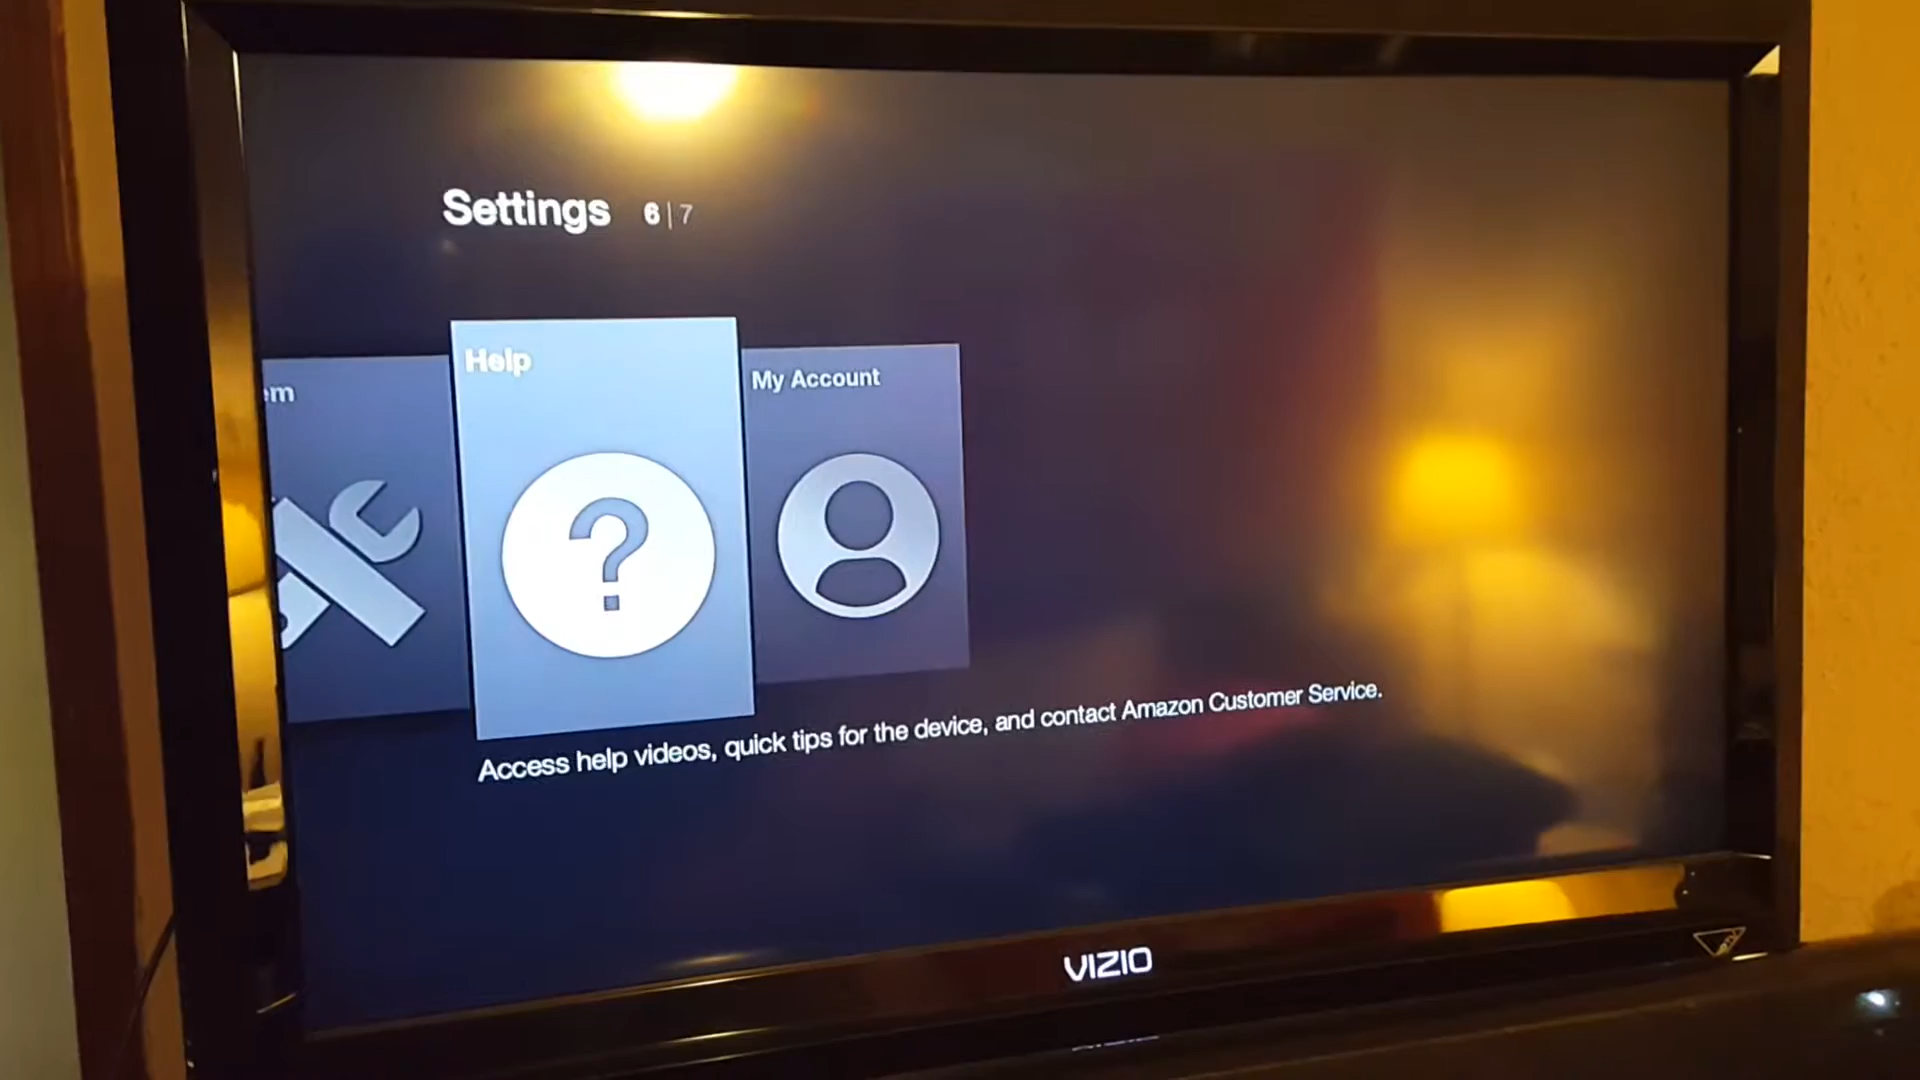 Settings 6|7
em
Help
My Account
Access help videos, quick tips for the device, and contact Amazon Customer Service.
VIZIO